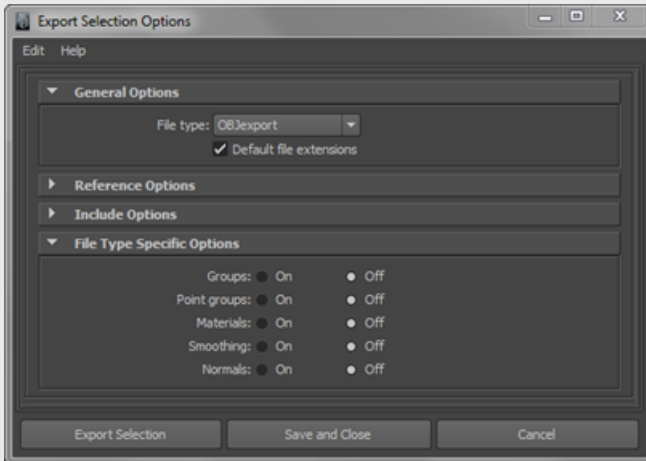 Export Selection Options
Edit Help
General Options
File type: OBJexport
Default file extensions
Reference Options
Include Options
File Type Specific Options
Groups: On Off
Point groups: On Off
Materials: On Off
Smoothing: On Off
Normals: On Off
Export Selection Save and Close Cancel